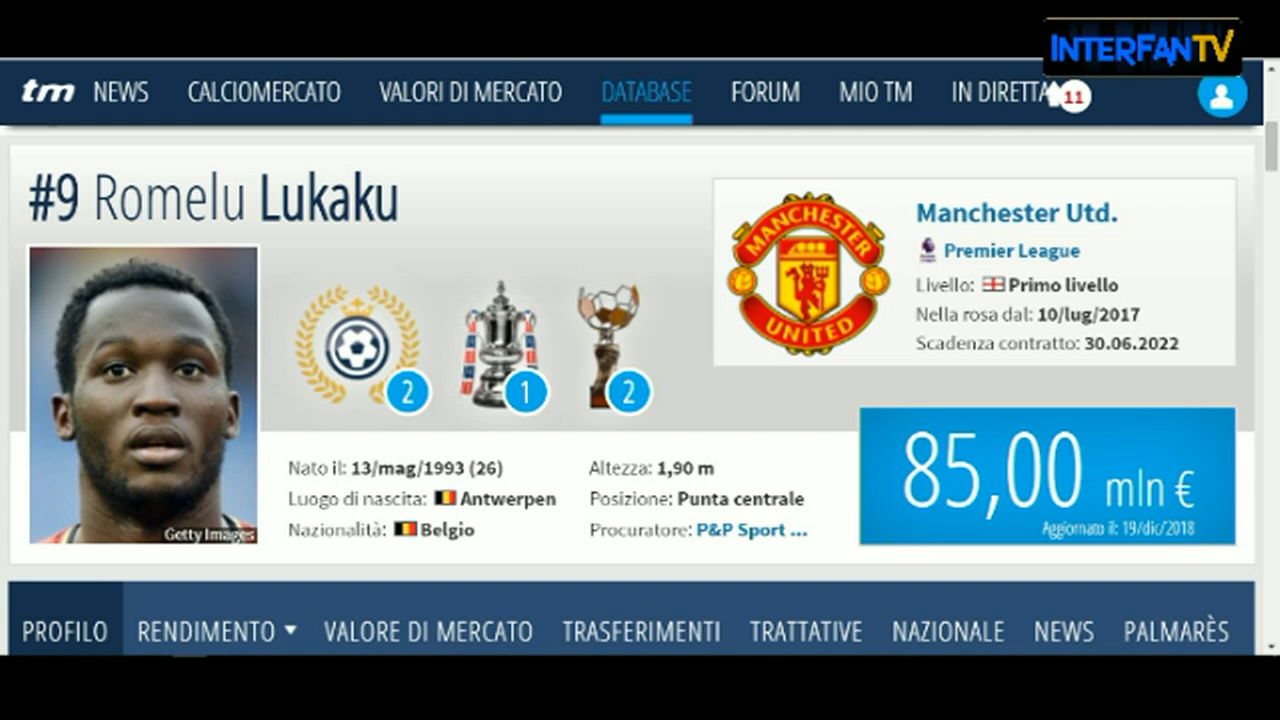 INTERFANTV
tm NEWS CALCIOMERCATO VALORI DI MERCATO DATABASE FORUM MIO TM IN DIRETTA 11
#9 Romelu Lukaku
MANCHESTER
UNITED
Manchester Utd.
Premier League
Livello: Primo livello
Nella rosa dal: 10/lug/2017
Scadenza contratto: 30.06.2022
2
1
2
85,00 mln €
Aggiornato il: 19/dic/2018
Getty Images
Nato il: 13/mag/1993 (26)
Luogo di nascita: Antwerpen
Nazionalità: Belgio
Altezza: 1,90 m
Posizione: Punta centrale
Procuratore: P&P Sport ...
PROFILO RENDIMENTO VALORE DI MERCATO TRASFERIMENTI TRATTATIVE NAZIONALE NEWS PALMARÈS